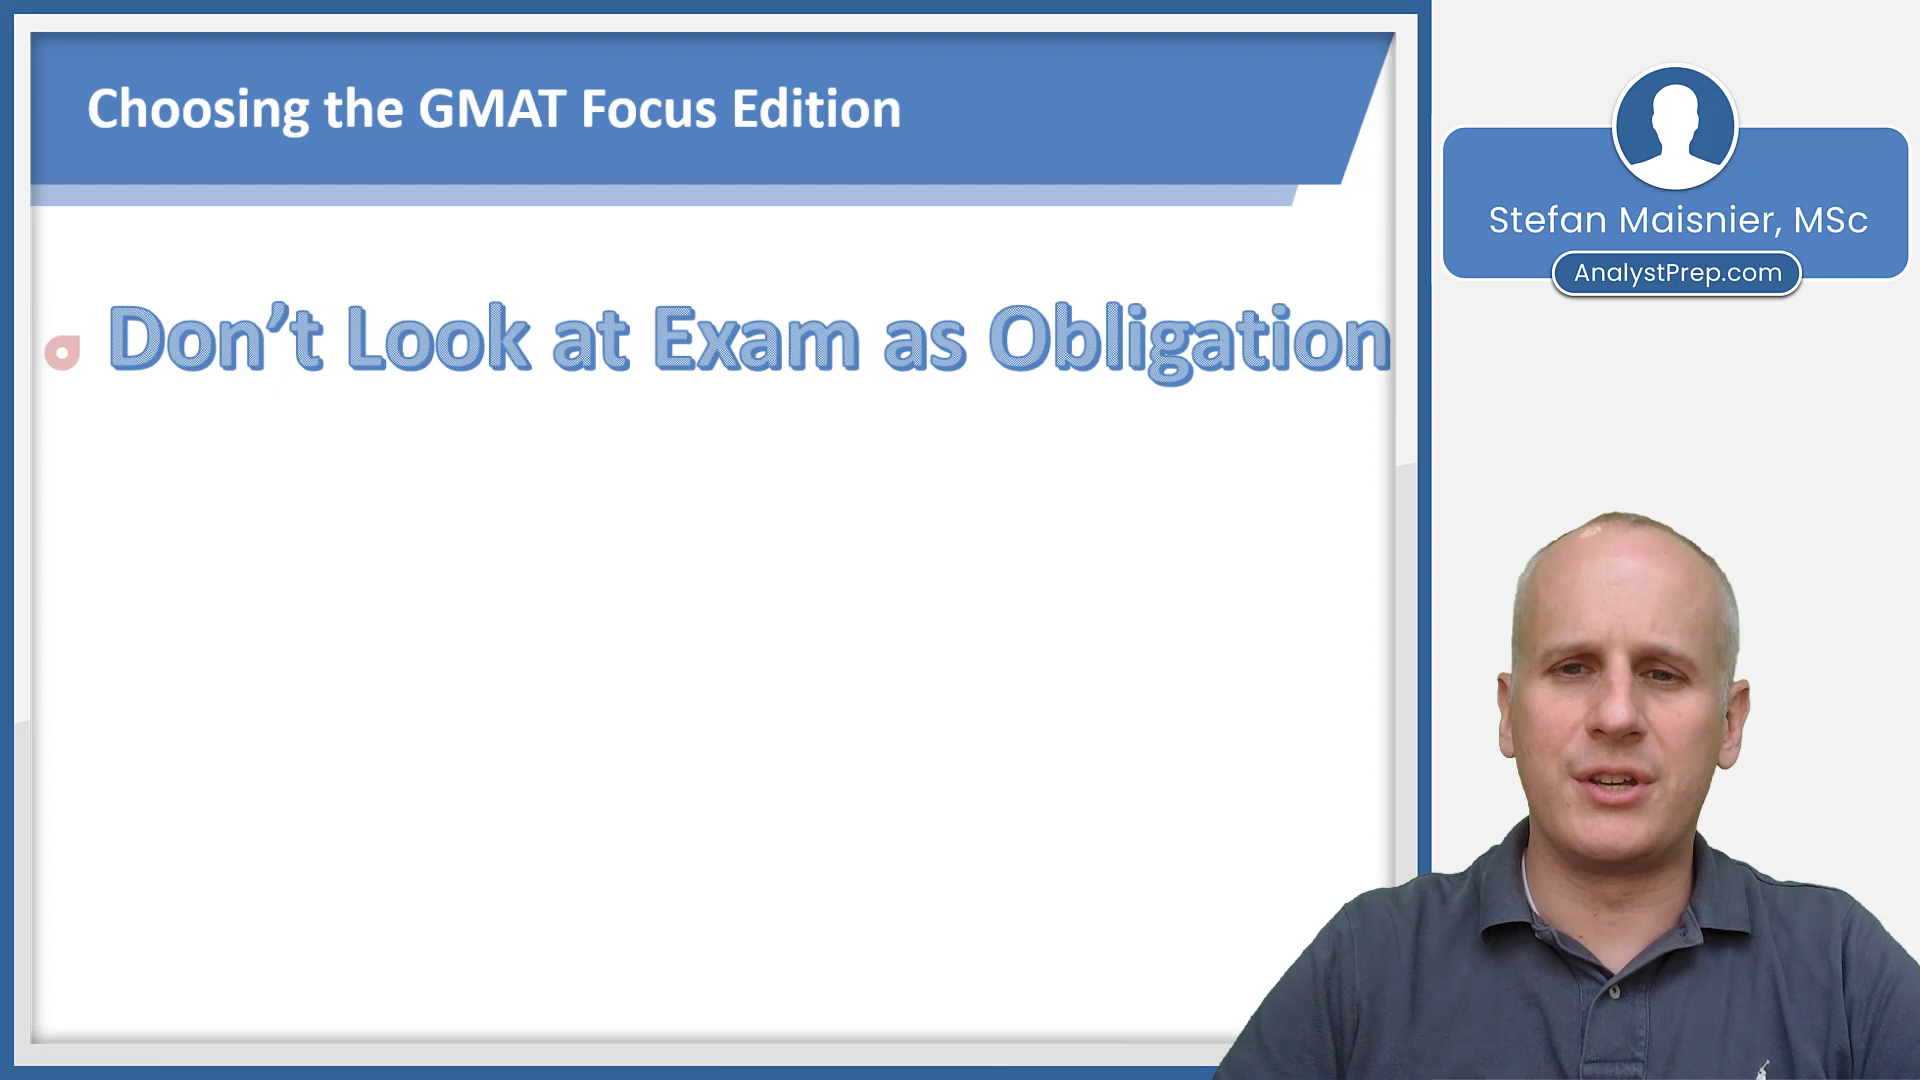 Choosing the GMAT Focus Edition
Don’t Look at Exam as Obligation
Stefan Maisnier, MSc
AnalystPrep.com